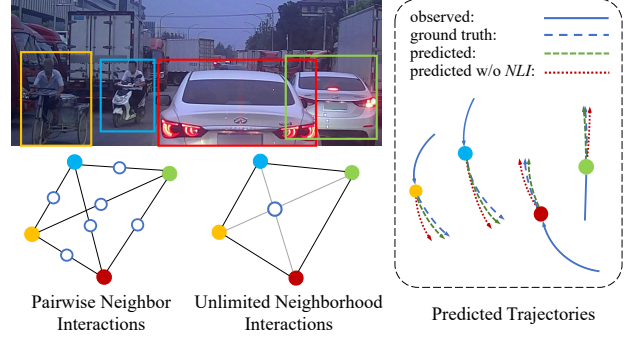 observed:
ground truth:
predicted:
predicted w/o NLI:
Pairwise Neighbor
Interactions
Unlimited Neighborhood
Interactions
Predicted Trajectories